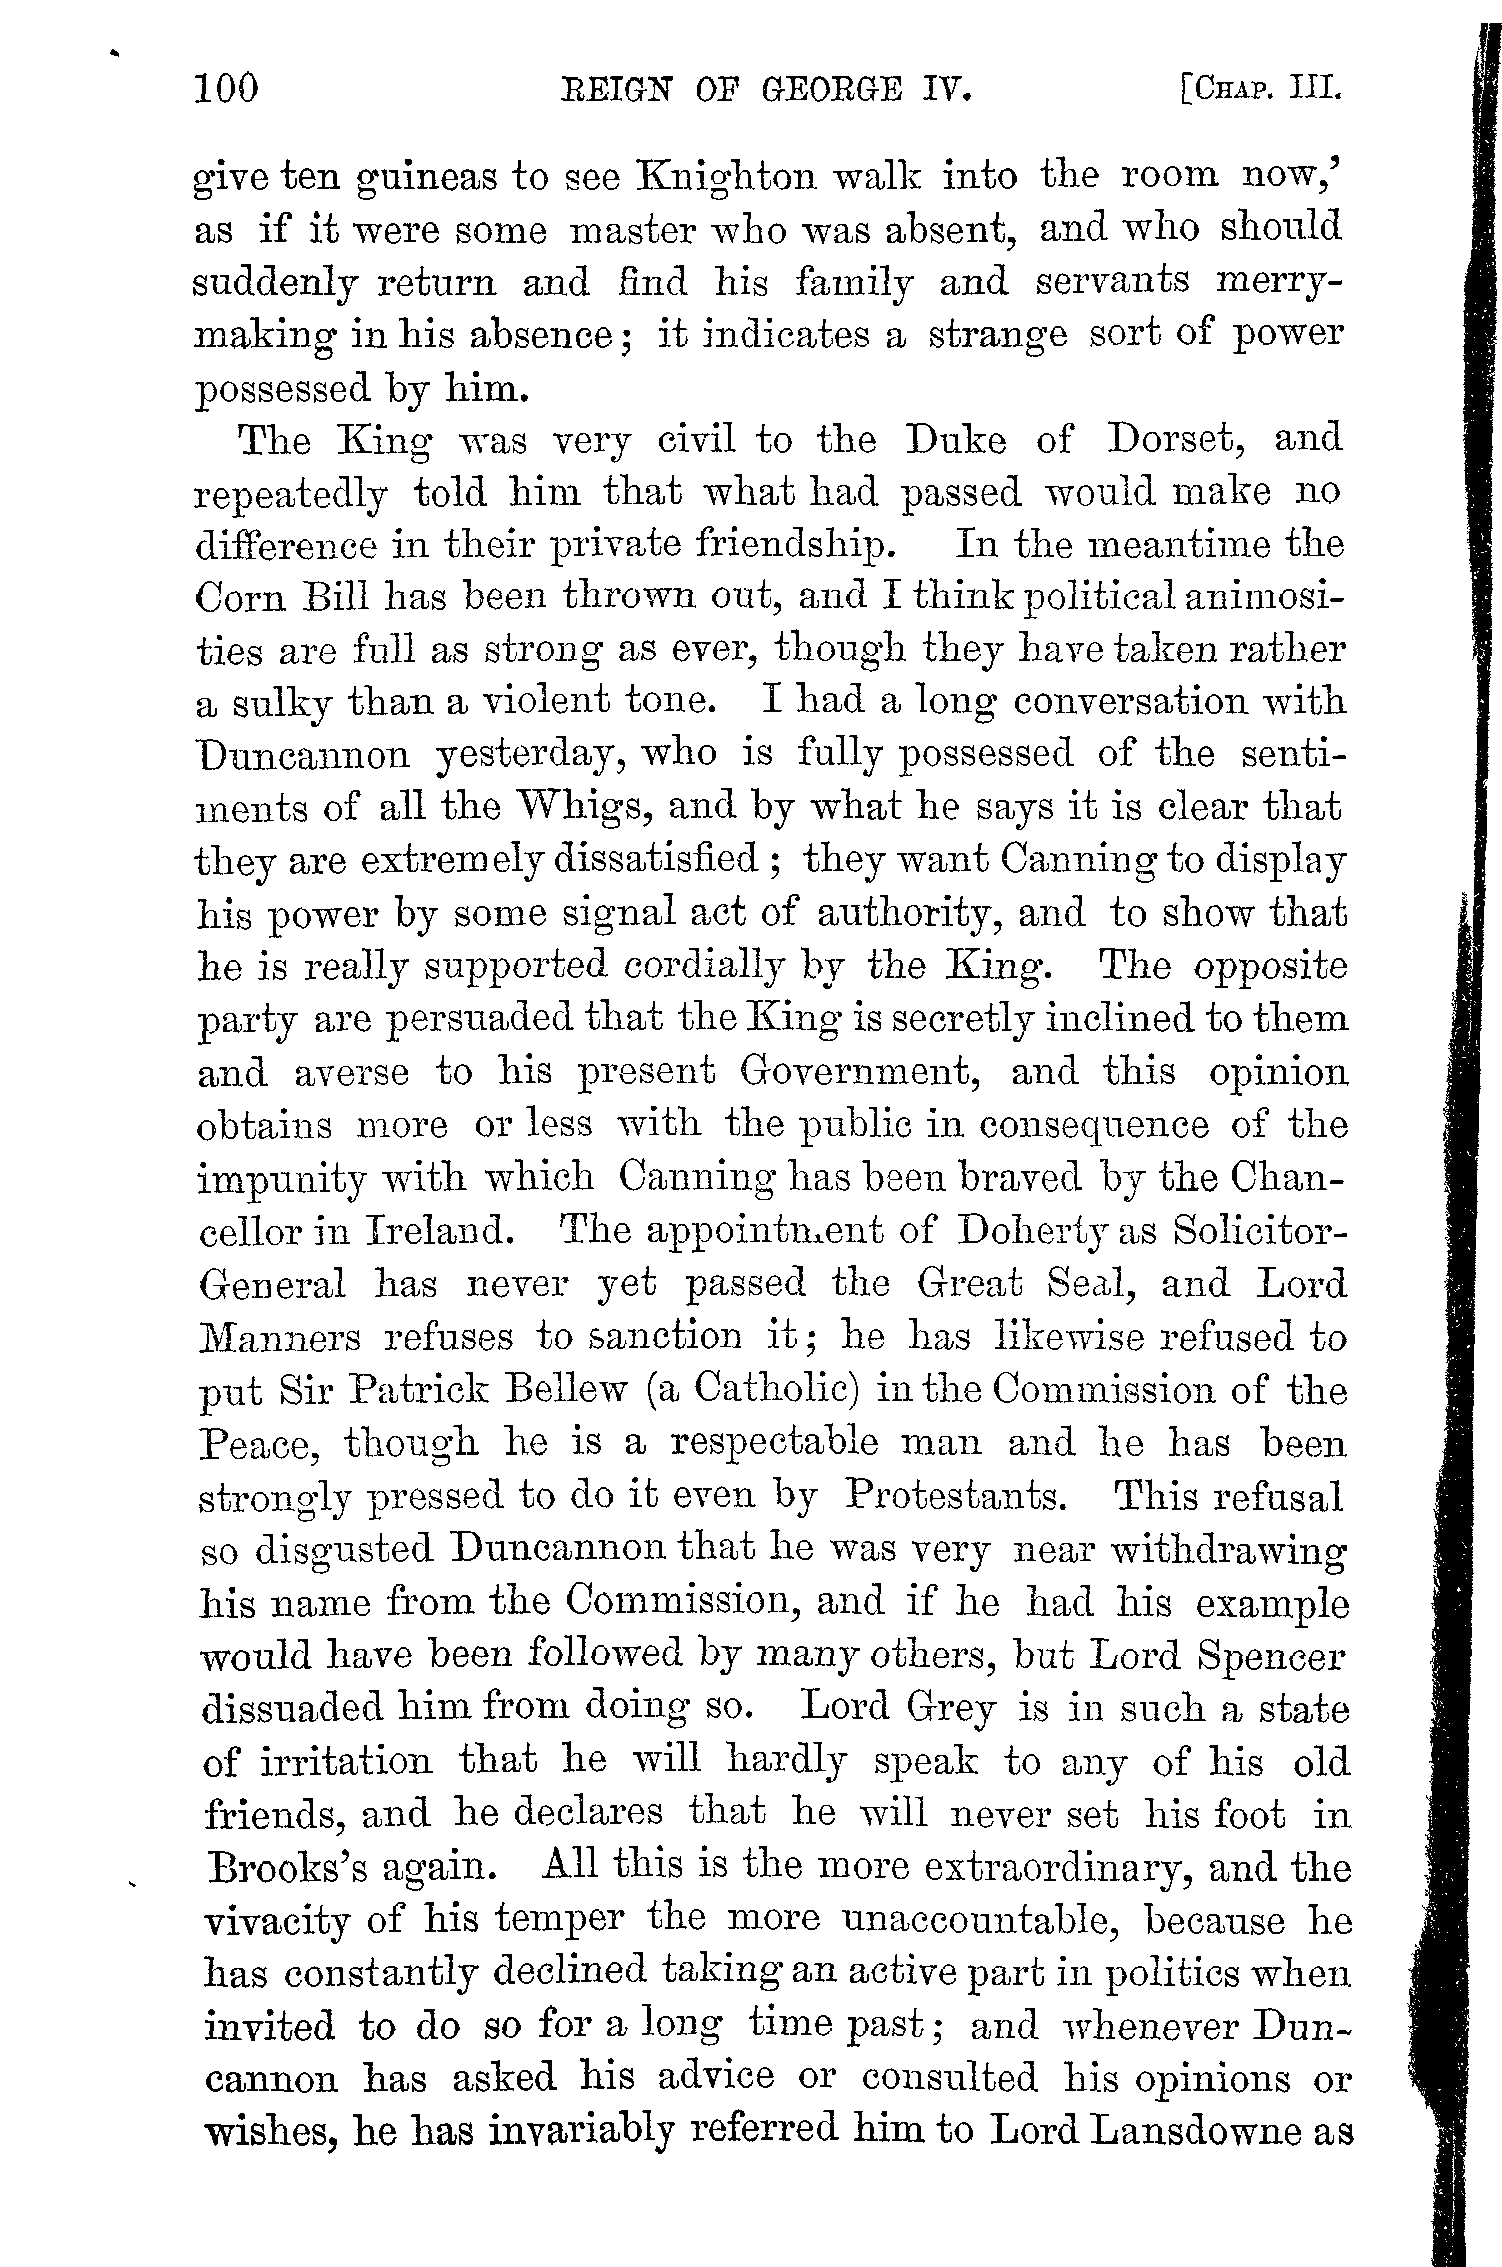 100 REIGN OF GEORGE IV. [CHAP. III.
give ten guineas to see Knighton walk into the room now,’
as if it were some master who was absent, and who should
suddenly return and find his family and servants merry-
making in his absence; it indicates a strange sort of power
possessed by him.
The King was very civil to the Duke of Dorset, and
repeatedly told him that what had passed would make no
difference in their private friendship. In the meantime the
Corn Bill has been thrown out, and I think political animosi-
ties are full as strong as ever, though they have taken rather
a sulky than a violent tone. I had a long conversation with
Duncannon yesterday, who is fully possessed of the senti-
ments of all the Whigs, and by what he says it is clear that
they are extremely dissatisfied; they want Canning to display
his power by some signal act of authority, and to show that
he is really supported cordially by the King. The opposite
party are persuaded that the King is secretly inclined to them
and averse to his present Government, and this opinion
obtains more or less with the public in consequence of the
impunity with which Canning has been braved by the Chan-
cellor in Ireland. The appointment of Doherty as Solicitor-
General has never yet passed the Great Seal, and Lord
Manners refuses to sanction it; he has likewise refused to
put Sir Patrick Bellew (a Catholic) in the Commission of the
Peace, though he is a respectable man and he has been
strongly pressed to do it even by Protestants. This refusal
so disgusted Duncannon that he was very near withdrawing
his name from the Commission, and if he had his example
would have been followed by many others, but Lord Spencer
dissuaded him from doing so. Lord Grey is in such a state
of irritation that he will hardly speak to any of his old
friends, and he declares that he will never set his foot in
Brooks’s again. All this is the more extraordinary, and the
vivacity of his temper the more unaccountable, because he
has constantly declined taking an active part in politics when
invited to do so for a long time past; and whenever Dun-
cannon has asked his advice or consulted his opinions or
wishes, he has invariably referred him to Lord Lansdowne as